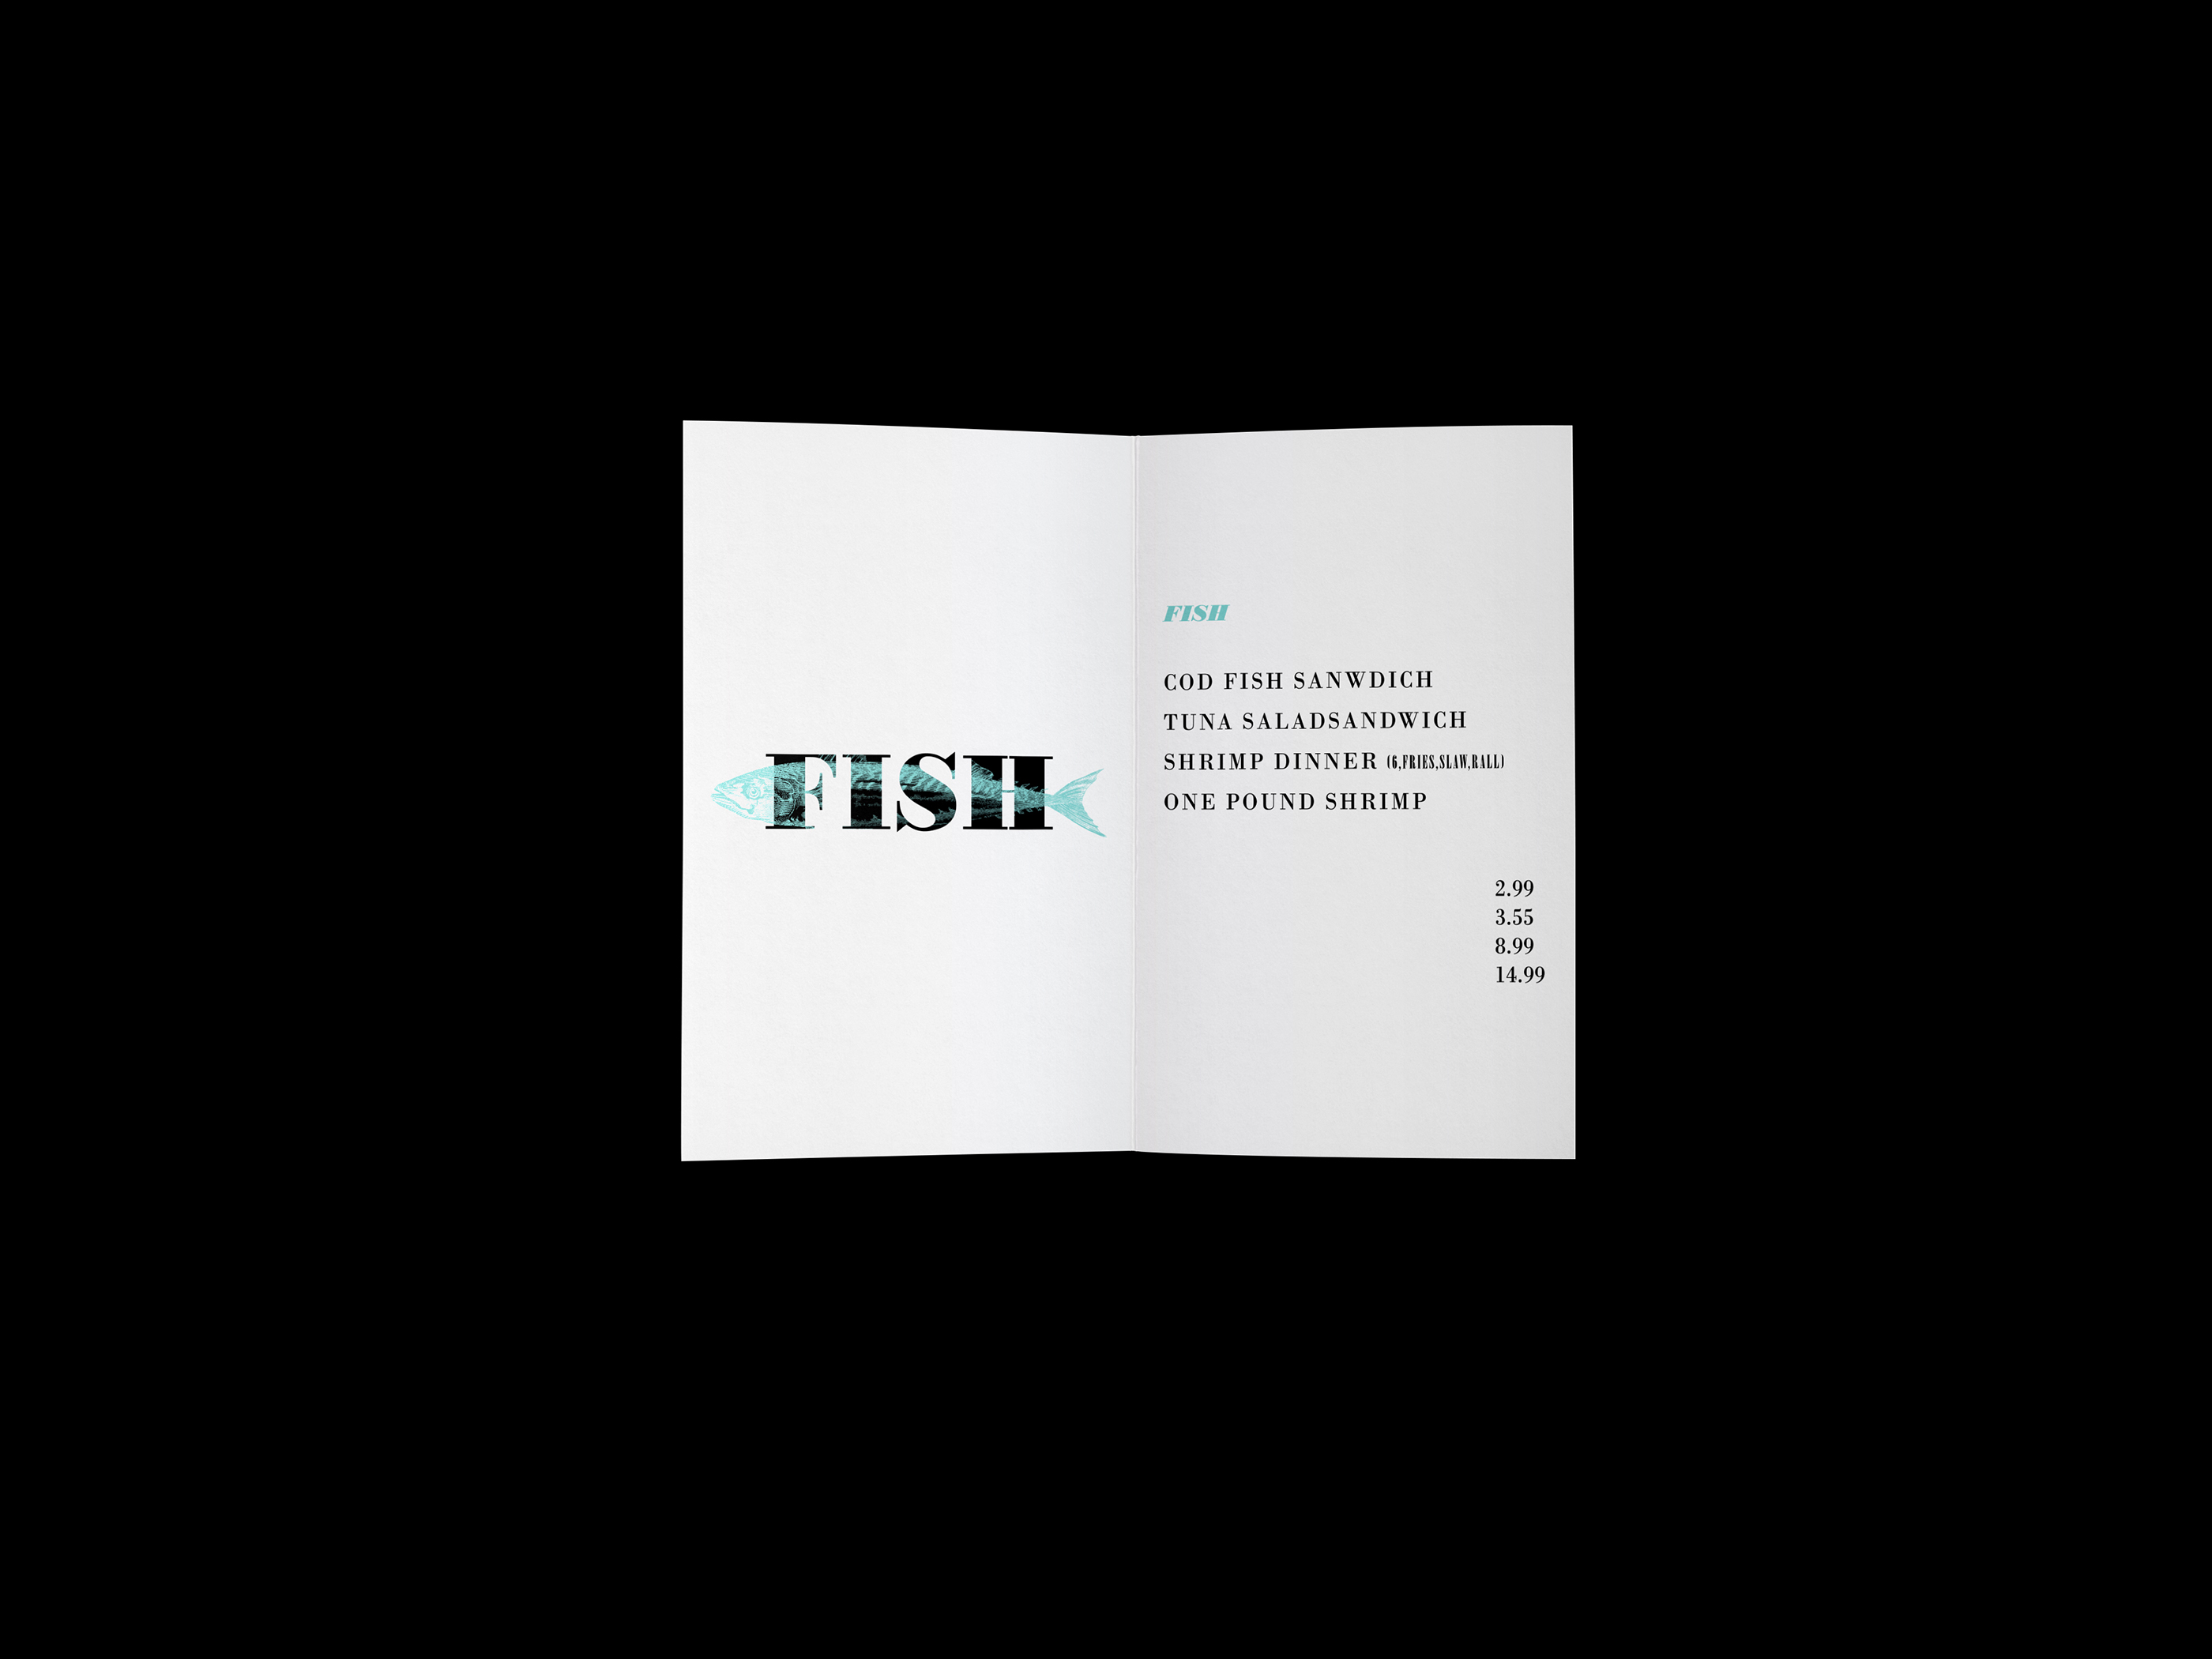 FISH
FISH
COD FISH SANWDICH
TUNA SALADSANDWICH
SHRIMP DINNER (6,FRIES,SLAW,RALL)
ONE POUND SHRIMP
2.99
3.55
8.99
14.99